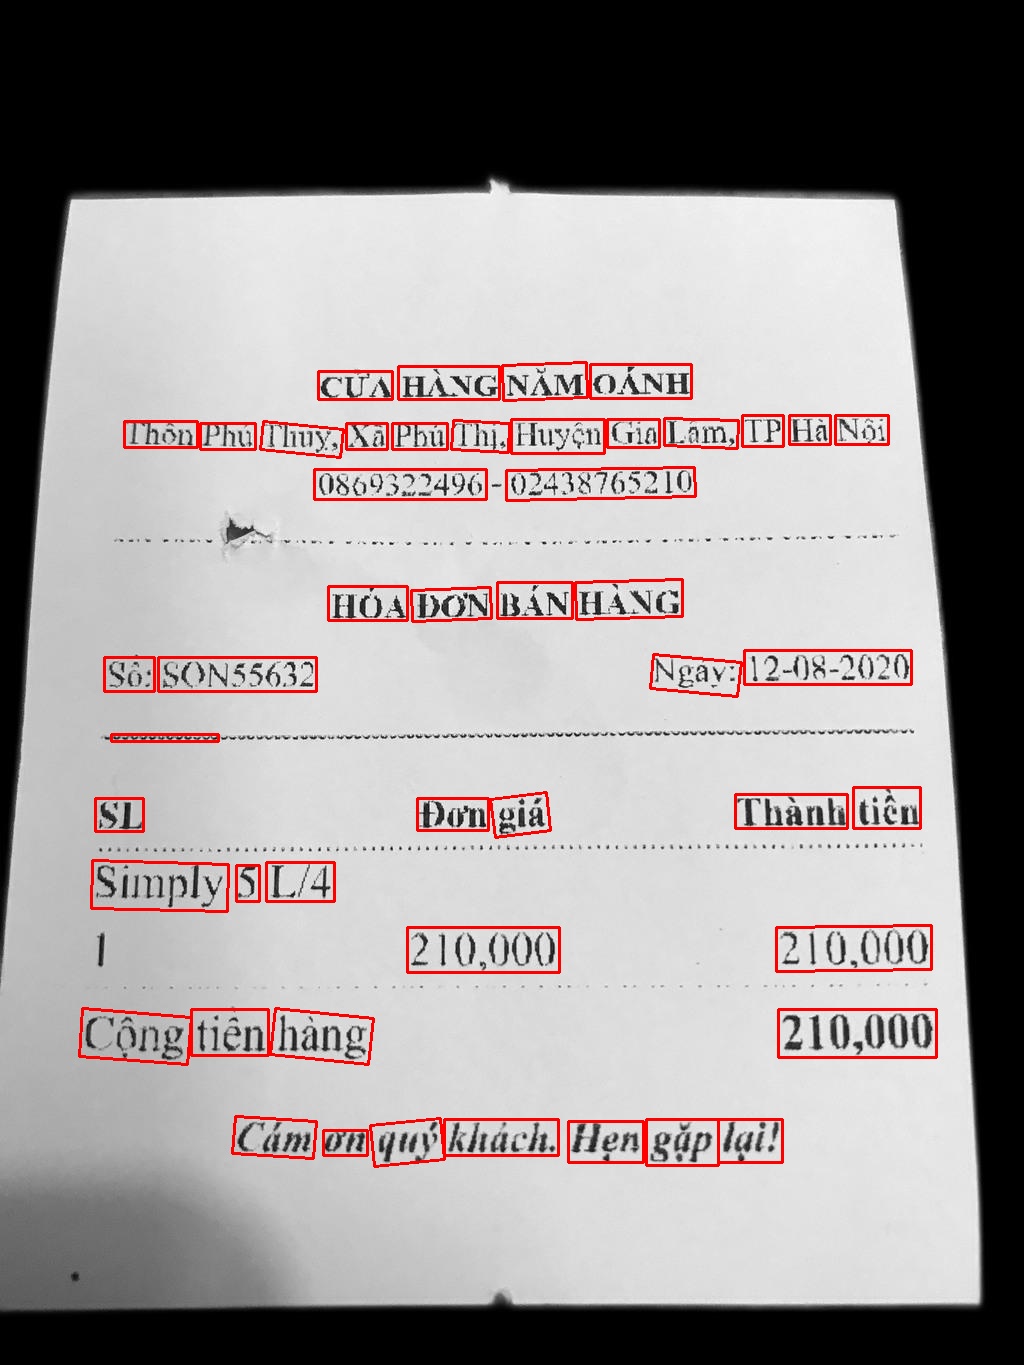 CỬA HÀNG NĂM OÁNH
Thôn Phú Thụy, Xã Phú Thị, Huyện Gia Lâm, TP Hà Nội
0869322496 - 02438765210
HÓA ĐƠN BÁN HÀNG
Số: SON55632 Ngày: 12-08-2020
SL Đơn giá Thành tiền
Simply 5 L/4
1 210,000 210,000
Cộng tiền hàng 210,000
Cám ơn quý khách. Hẹn gặp lại!